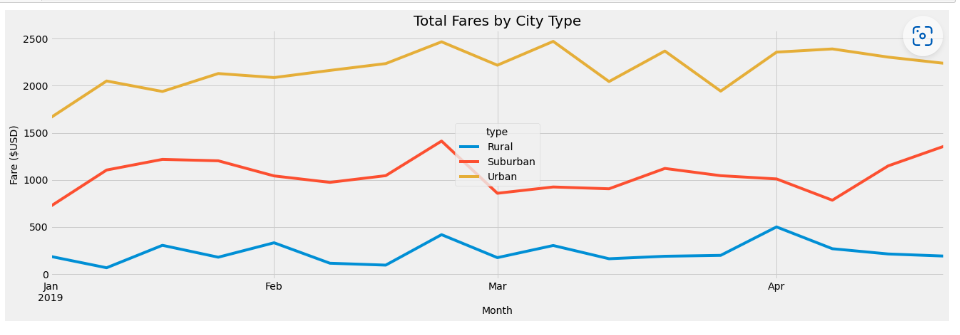 Total Fares by City Type
2500
2000
1500
1000
500
0
Fare ($USD)
type
Rural
Suburban
Urban
Jan
2019
Feb
Mar
Apr
Month